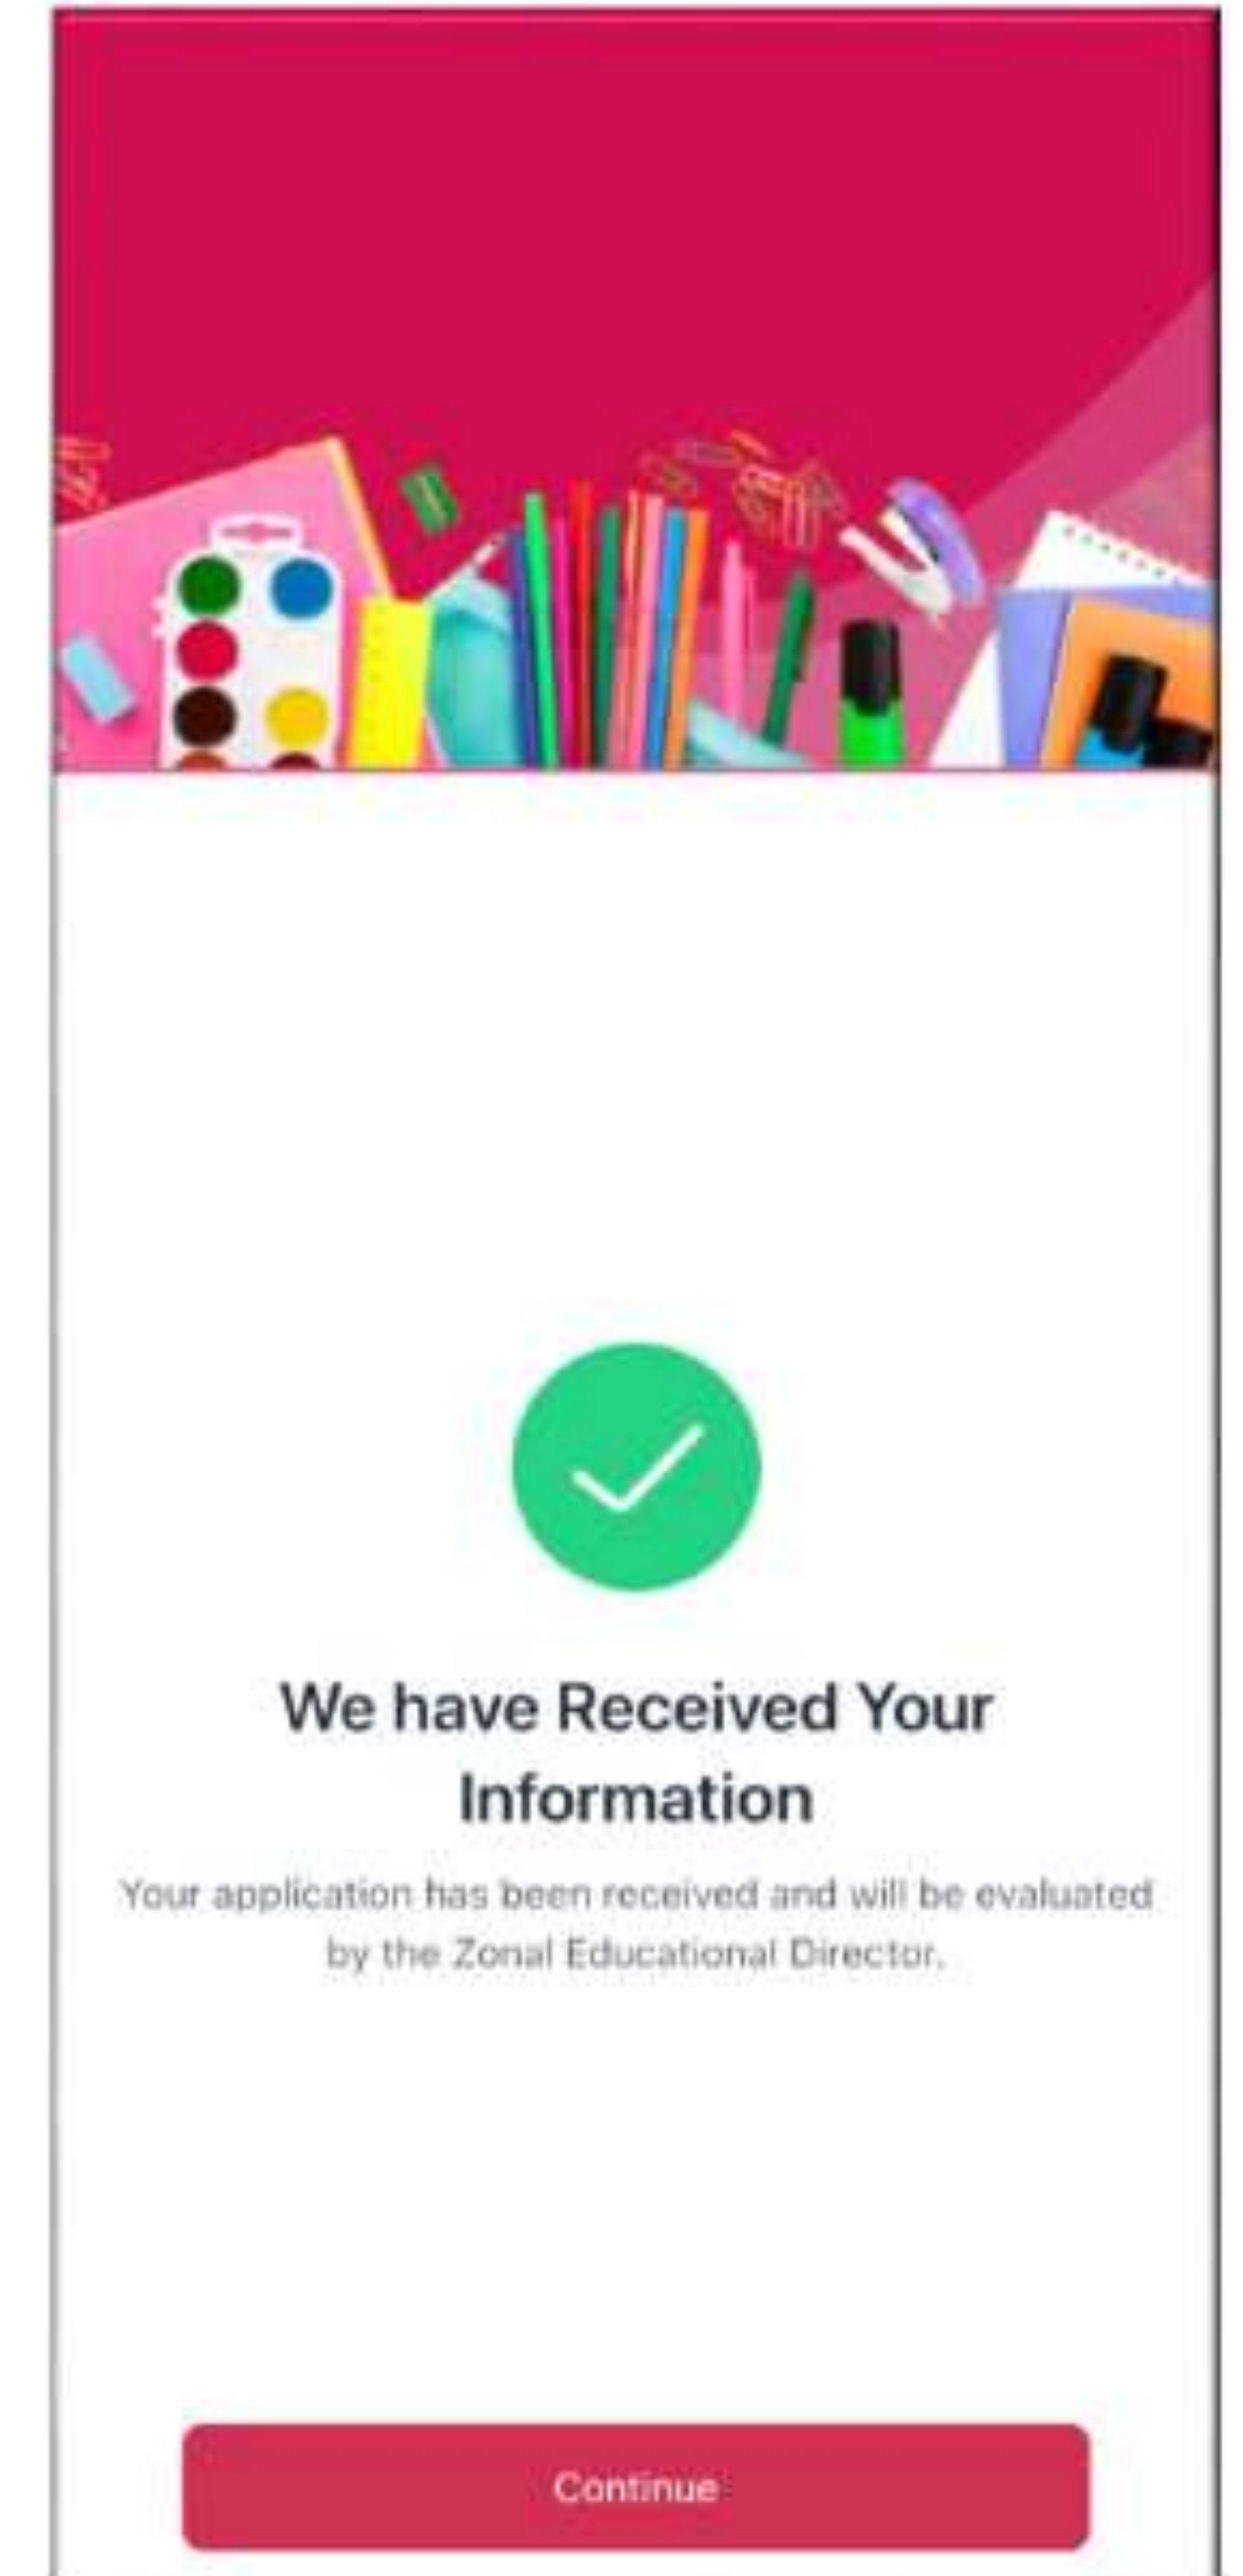 We have Received Your
Information
Your application has been received and will be evaluated
by the Zonal Educational Director.
Continue